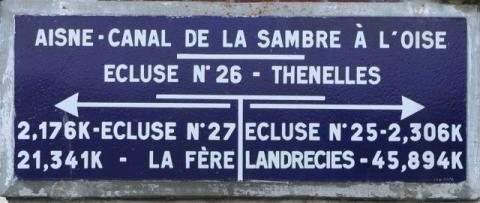 AISNE-CANAL DE LA SAMBRE À L'OISE
ECLUSE N°26 - THENELLES
2,176K-ECLUSE N°27
21,341K - LA FÈRE
ECLUSE N°25-2,306K
LANDRECIES-45,894K